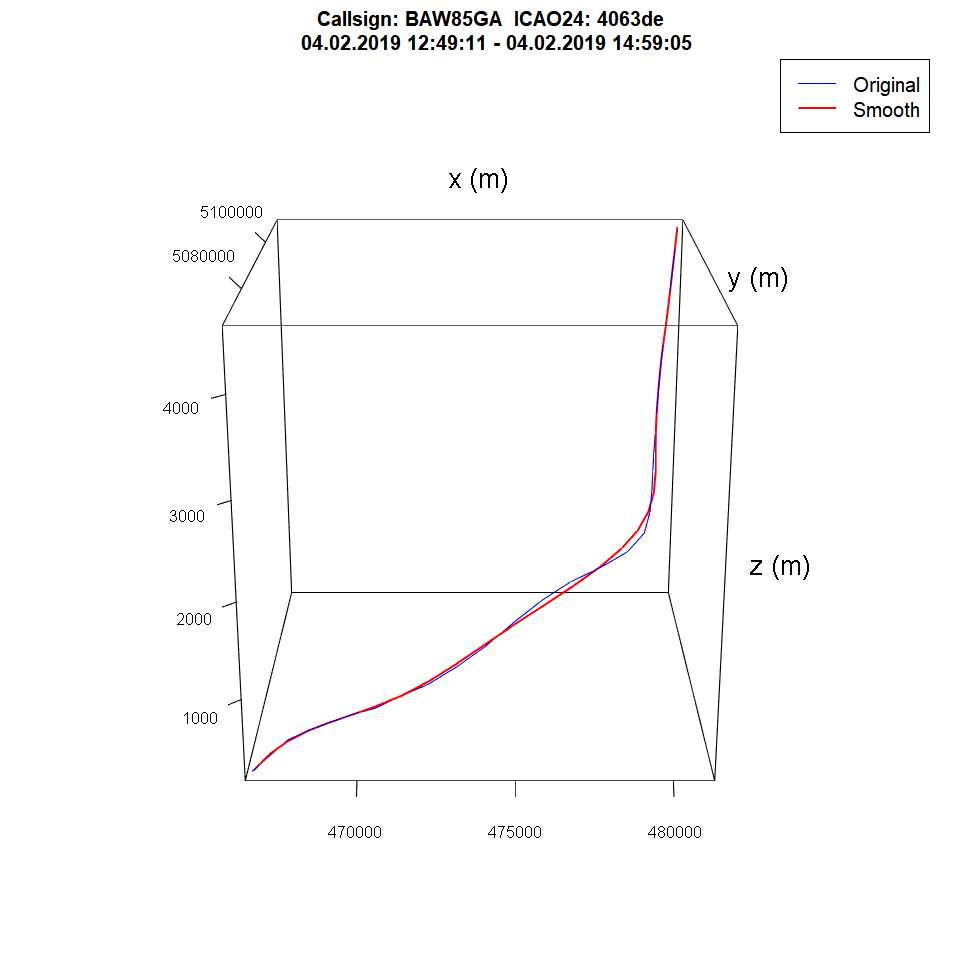 Callsign: BAW85GA  ICAO24: 4063de
04.02.2019 12:49:11 - 04.02.2019 14:59:05
Original
Smooth
x (m)
5100000
5080000
y (m)
4000
3000
z (m)
2000
1000
470000
475000
480000